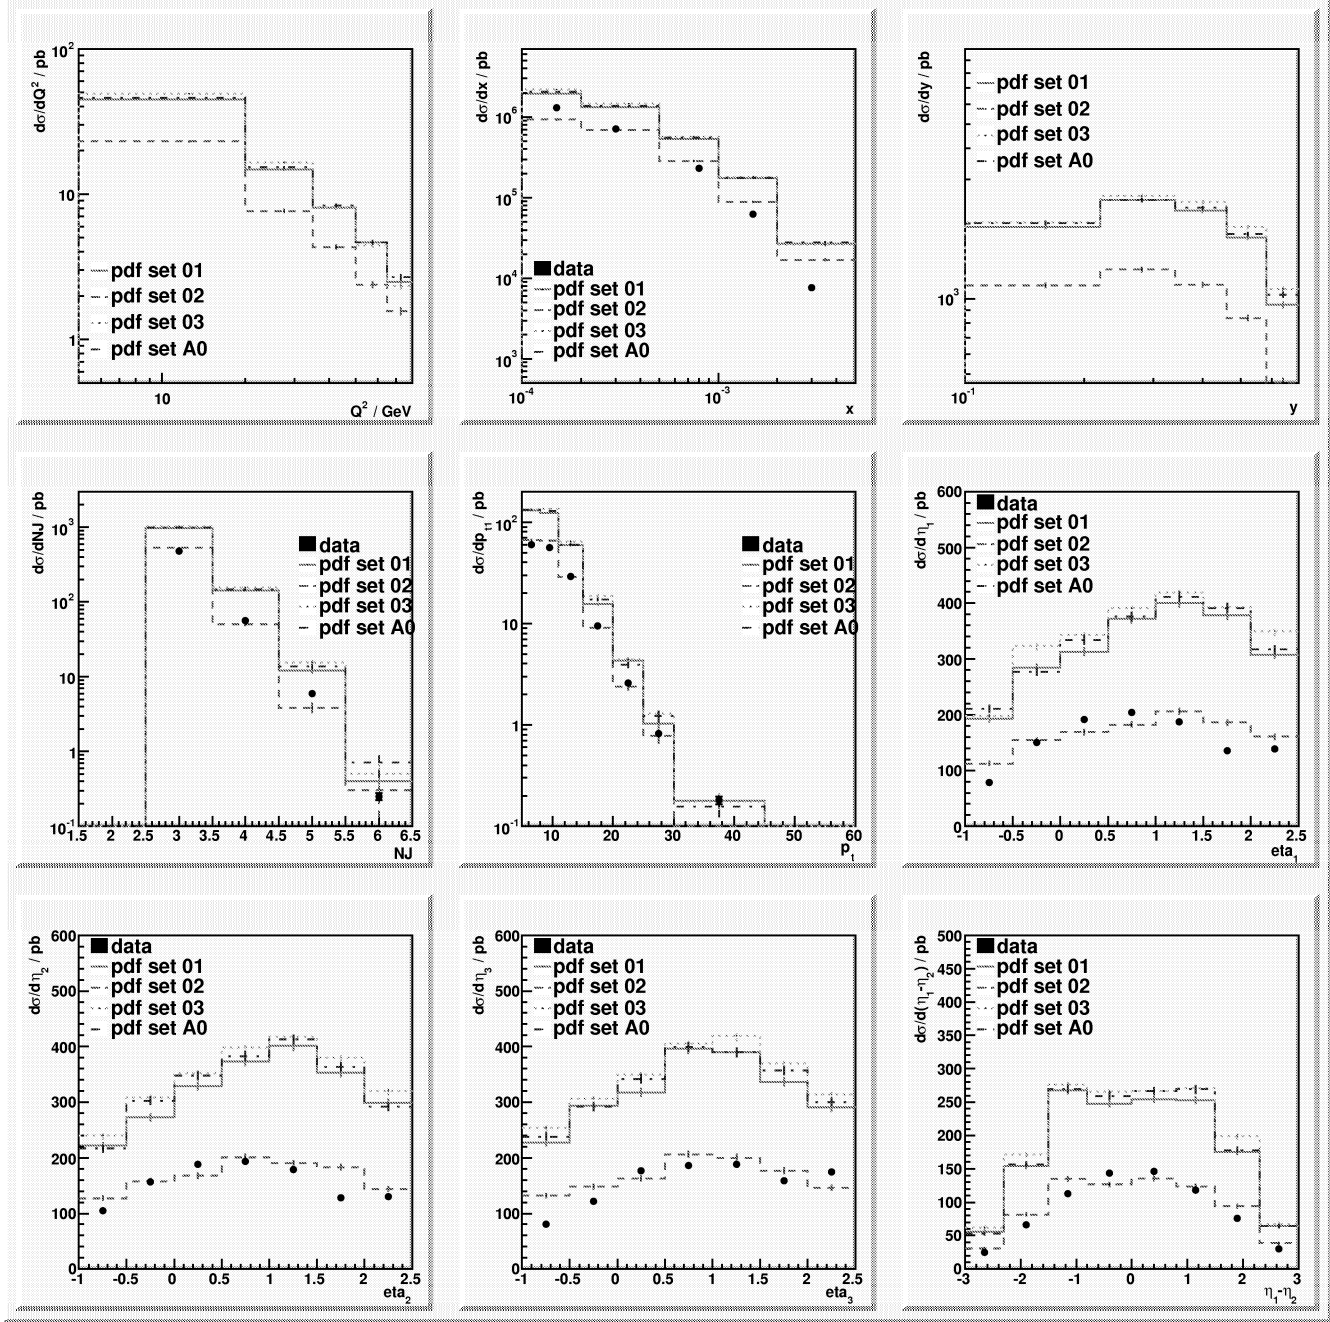 dσ/dQ² / pb
10²
10
1
pdf set 01
pdf set 02
pdf set 03
pdf set A0
10
Q² / GeV
dσ/dx / pb
10⁶
10⁵
10⁴
10³
data
pdf set 01
pdf set 02
pdf set 03
pdf set A0
10⁻⁴
10⁻³
x
dσ/dy / pb
pdf set 01
pdf set 02
pdf set 03
pdf set A0
10³
10⁻¹
y
dσ/dNJ / pb
10³
10²
10
1
10⁻¹
data
pdf set 01
pdf set 02
pdf set 03
pdf set A0
1.5 2 2.5 3 3.5 4 4.5 5 5.5 6 6.5
NJ
dσ/dp_t1 / pb
10²
10
1
10⁻¹
data
pdf set 01
pdf set 02
pdf set 03
pdf set A0
10 20 30 40 50 60
p_t
dσ/dη₁ / pb
600
500
400
300
200
100
0
data
pdf set 01
pdf set 02
pdf set 03
pdf set A0
-1 -0.5 0 0.5 1 1.5 2 2.5
eta₁
dσ/dη₂ / pb
600
500
400
300
200
100
0
data
pdf set 01
pdf set 02
pdf set 03
pdf set A0
-1 -0.5 0 0.5 1 1.5 2 2.5
eta₂
dσ/dη₃ / pb
600
500
400
300
200
100
0
data
pdf set 01
pdf set 02
pdf set 03
pdf set A0
-1 -0.5 0 0.5 1 1.5 2 2.5
eta₃
dσ/d(η₁-η₂) / pb
500
450
400
350
300
250
200
150
100
50
0
data
pdf set 01
pdf set 02
pdf set 03
pdf set A0
-3 -2 -1 0 1 2 3
η₁-η₂